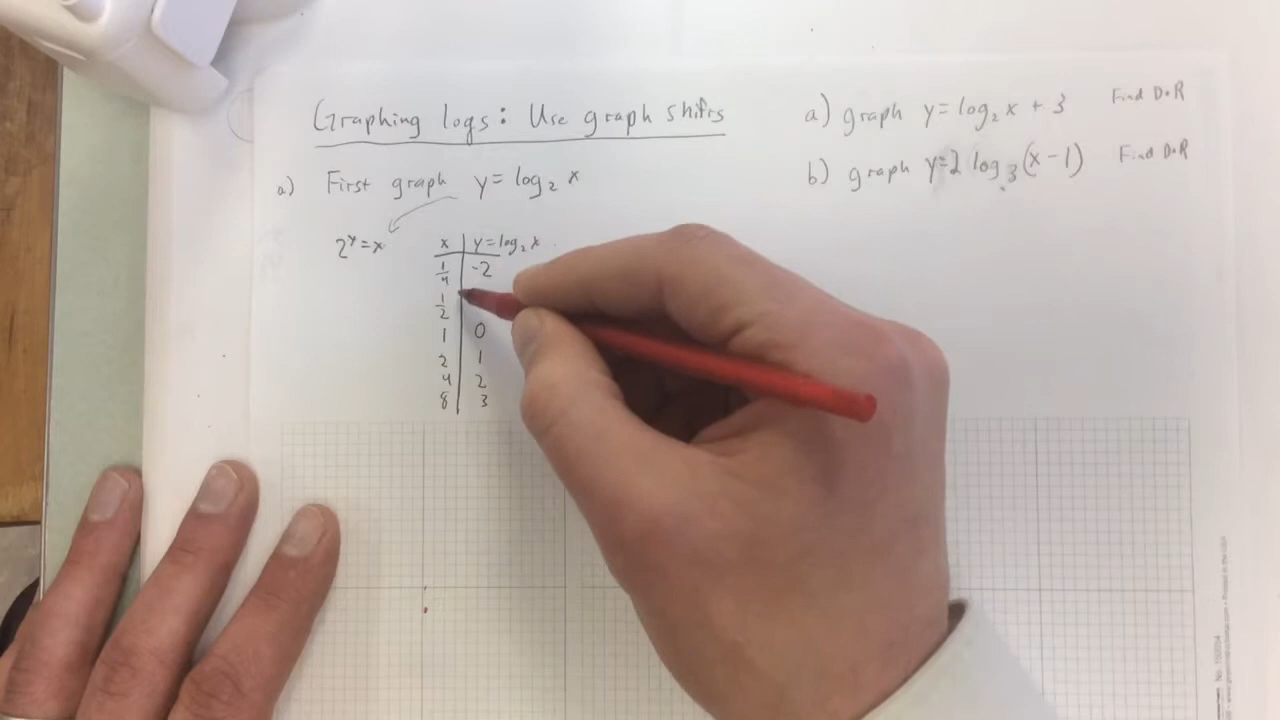 Graphing logs: Use graph shifts
a) First graph y = log₂ x
2ʸ = x
x | y = log₂ x
1/4 | -2
1/2
1 | 0
2 | 1
4 | 2
8 | 3
a) graph y = log₂ x + 3 Find D+R
b) graph y = 2 log₃ (x - 1) Find D+R